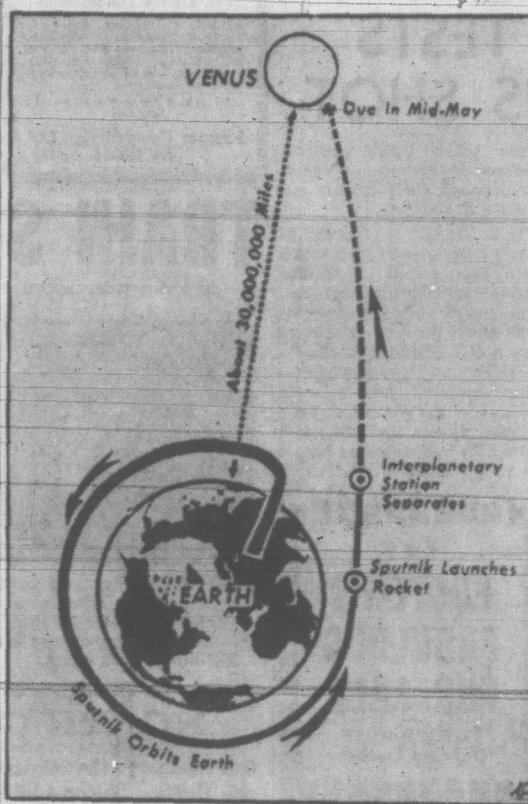 VENUS
Due In Mid-May
About 30,000,000 Miles
Interplanetary
Station
Separates
Sputnik Launches
Rocket
EARTH
Sputnik Orbits Earth